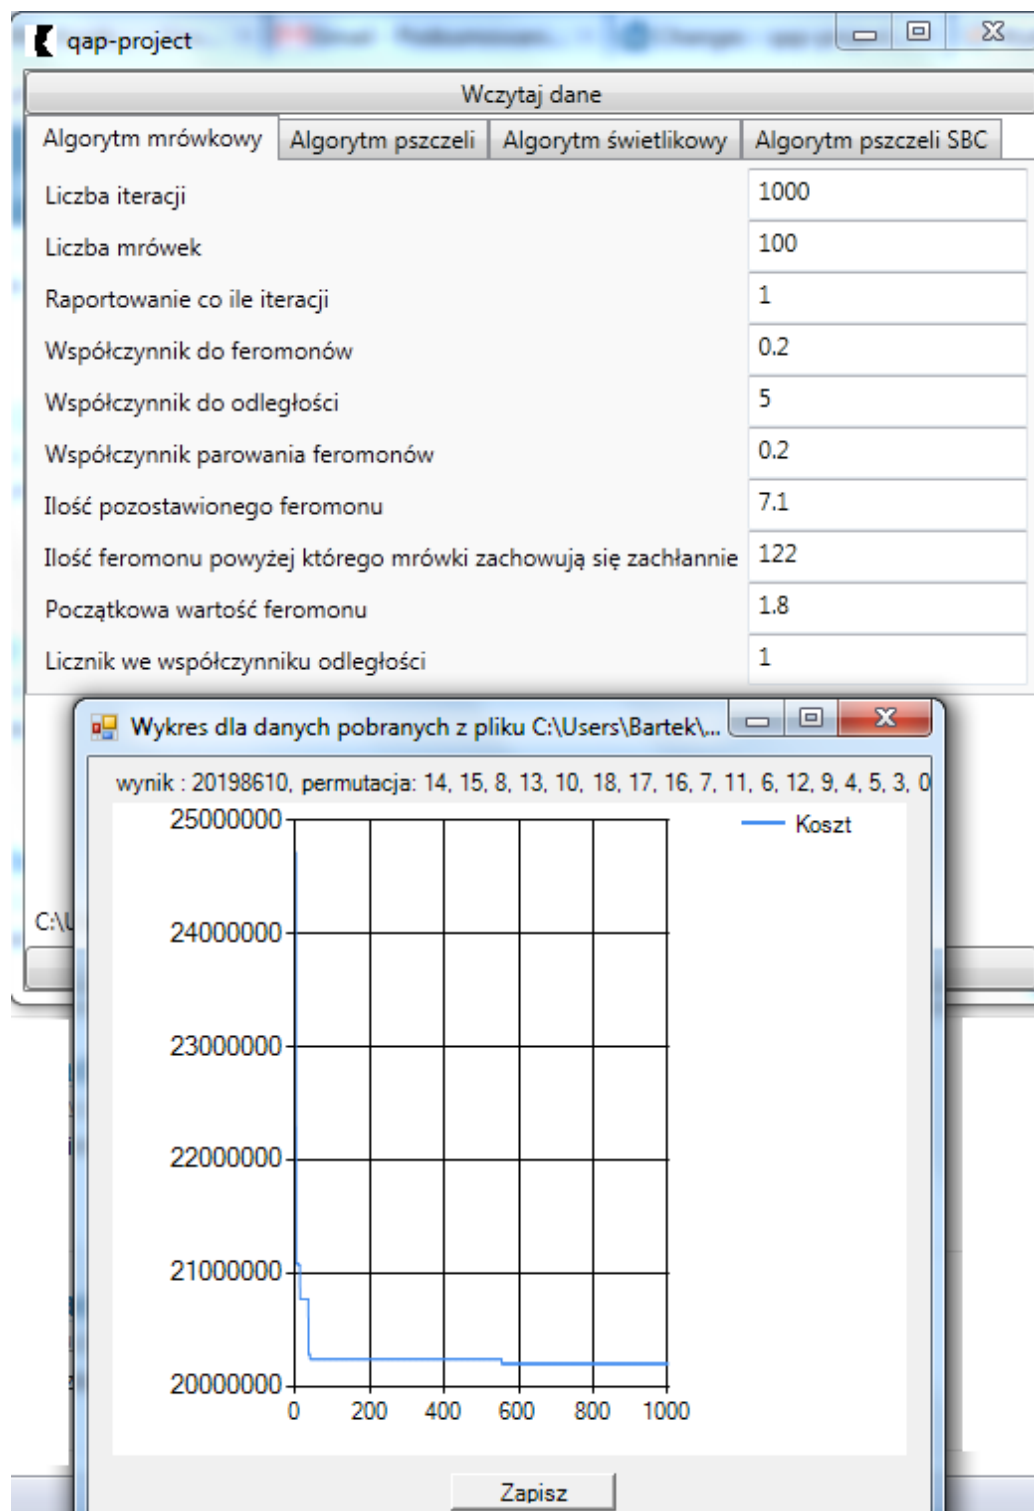 qap-project
Wczytaj dane
Algorytm mrówkowy Algorytm pszczeli Algorytm świetlikowy Algorytm pszczeli SBC
Liczba iteracji 1000
Liczba mrówek 100
Raportowanie co ile iteracji 1
Współczynnik do feromonów 0.2
Współczynnik do odległości 5
Współczynnik parowania feromonów 0.2
Ilość pozostawionego feromonu 7.1
Ilość feromonu powyżej którego mrówki zachowują się zachłannie 122
Początkowa wartość feromonu 1.8
Licznik we współczynniku odległości 1
Wykres dla danych pobranych z pliku C:\Users\Bartek\...
wynik : 20198610, permutacja: 14, 15, 8, 13, 10, 18, 17, 16, 7, 11, 6, 12, 9, 4, 5, 3, 0
25000000
Koszt
24000000
C:\U
23000000
22000000
21000000
20000000
0 200 400 600 800 1000
Zapisz